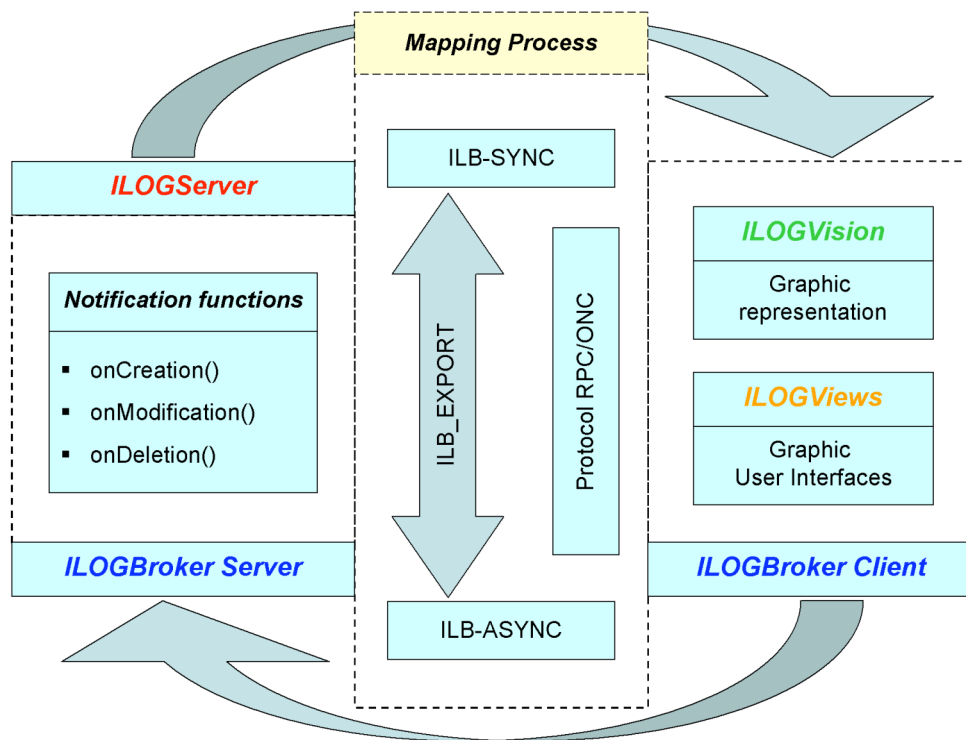 Mapping Process
ILOGServer
Notification functions
▪ onCreation()
▪ onModification()
▪ onDeletion()
ILOGBroker Server
ILB-SYNC
ILB_EXPORT
Protocol RPC/ONC
ILB-ASYNC
ILOGVision
Graphic
representation
ILOGViews
Graphic
User Interfaces
ILOGBroker Client